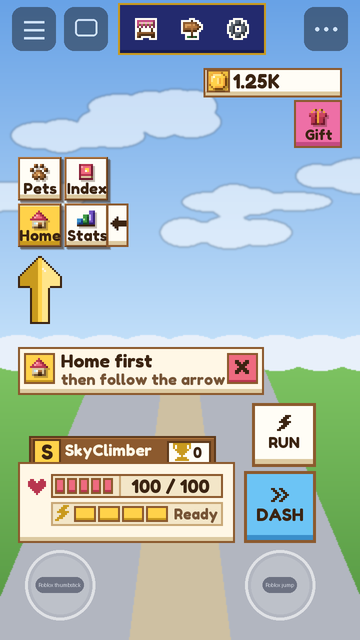 1.25K
Gift
Pets
Index
Home
Stats
Home first
then follow the arrow
RUN
S
SkyClimber
0
100 / 100
Ready
DASH
Roblox thumbstick
Roblox jump